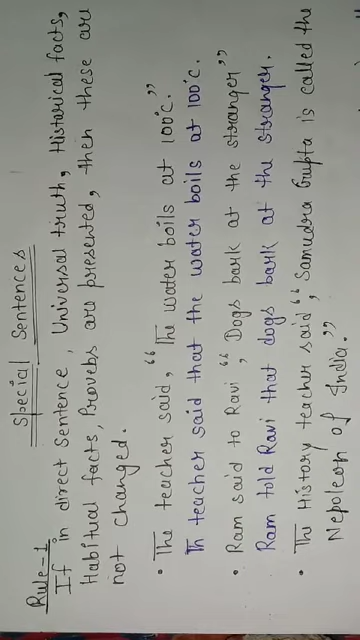 Special Sentences
Rule-1
If in direct sentence, Universal truth, Historical facts,
Habitual facts, Provebs are presented, then these are
not changed.
• The teacher said, "The water boils at 100°c."
Th teacher said that the water boils at 100°c.
• Ram said to Ravi "Dogs bark at the stranger"
Ram told Ravi that dogs bark at the stranger.
• The History teacher said, "Samudra Gupta is called the
Nepoleon of India."